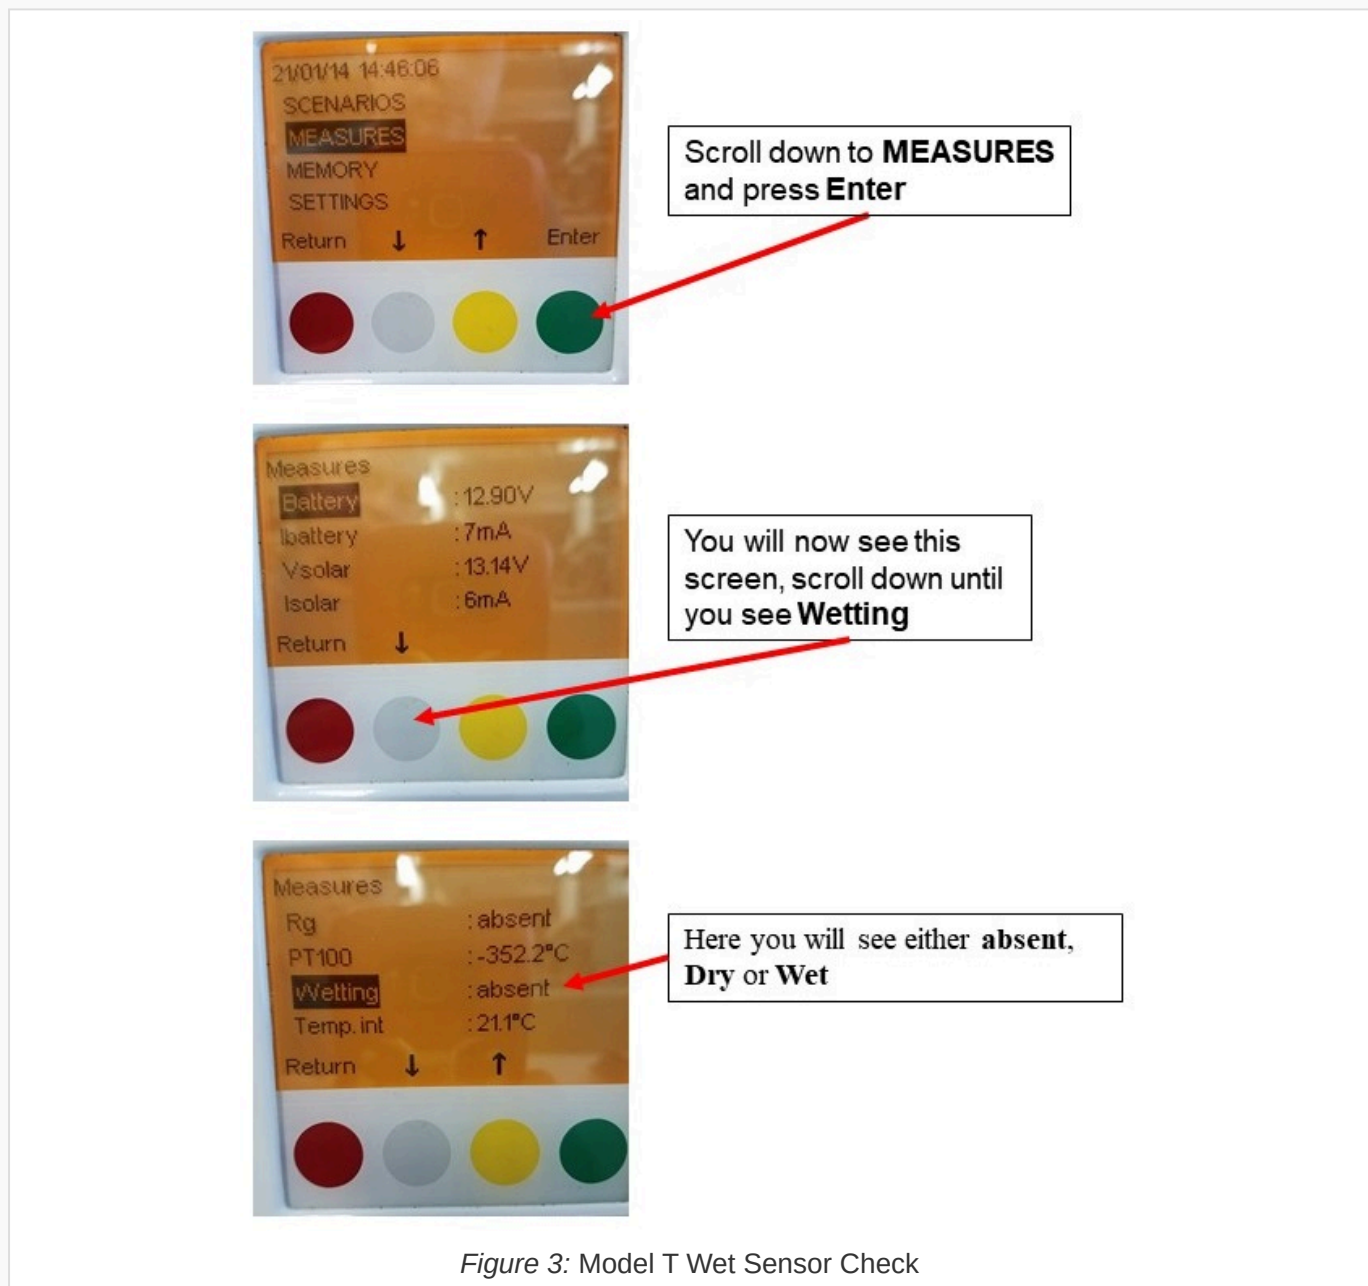 21/01/14 14:46:06
SCENARIOS
MEASURES
MEMORY
SETTINGS
Return ↓ ↑ Enter
Scroll down to MEASURES
and press Enter
Measures
Battery :12.90V
Ibattery :7mA
Vsolar :13.14V
Isolar :6mA
Return ↓
You will now see this
screen, scroll down until
you see Wetting
Measures
Rg :absent
PT100 :-352.2°C
Wetting :absent
Temp. int :21.1°C
Return ↓ ↑
Here you will see either absent,
Dry or Wet
Figure 3: Model T Wet Sensor Check